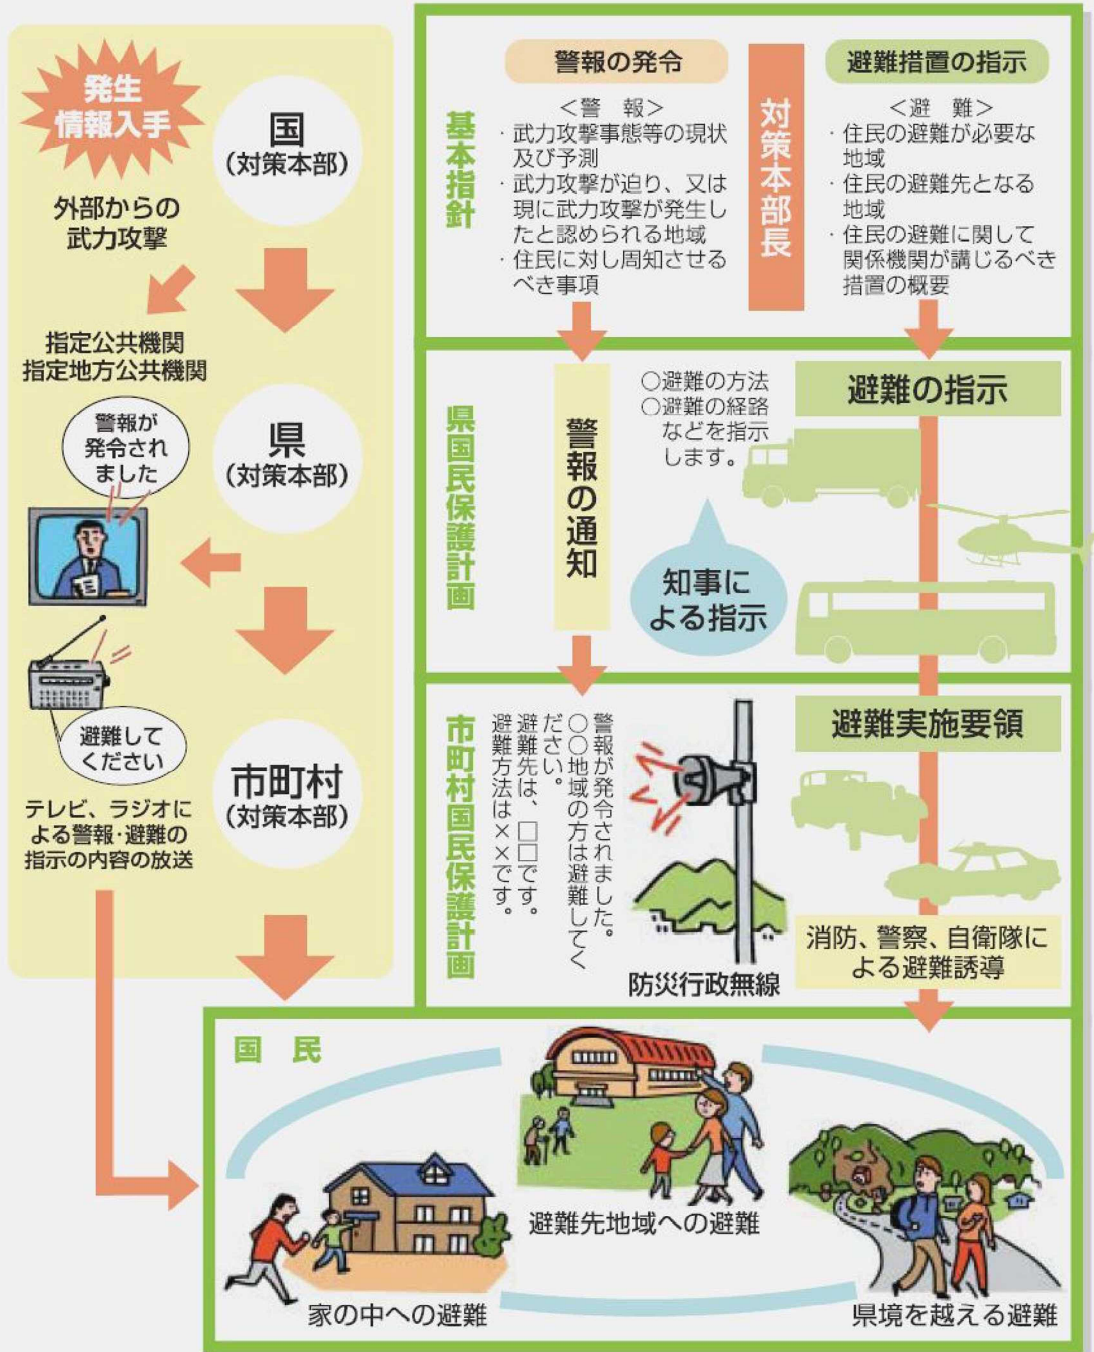 発生
情報入手
外部からの
武力攻撃
国
(対策本部)
指定公共機関
指定地方公共機関
警報が
発令され
ました
県
(対策本部)
避難して
ください
テレビ、ラジオに
よる警報・避難の
指示の内容の放送
市町村
(対策本部)
基本指針
警報の発令
<警 報>
・武力攻撃事態等の現状
及び予測
・武力攻撃が迫り、又は
現に武力攻撃が発生し
たと認められる地域
・住民に対し周知させる
べき事項
対策本部長
避難措置の指示
<避 難>
・住民の避難が必要な
地域
・住民の避難先となる
地域
・住民の避難に関して
関係機関が講じるべき
措置の概要
県国民保護計画
警報の通知
○避難の方法
○避難の経路
などを指示
します。
知事に
よる指示
避難の指示
市町村国民保護計画
警報が発令されました。
○○地域の方は避難してく
ださい。
避難先は、□□です。
避難方法は××です。
防災行政無線
避難実施要領
消防、警察、自衛隊に
よる避難誘導
国 民
避難先地域への避難
家の中への避難
県境を越える避難